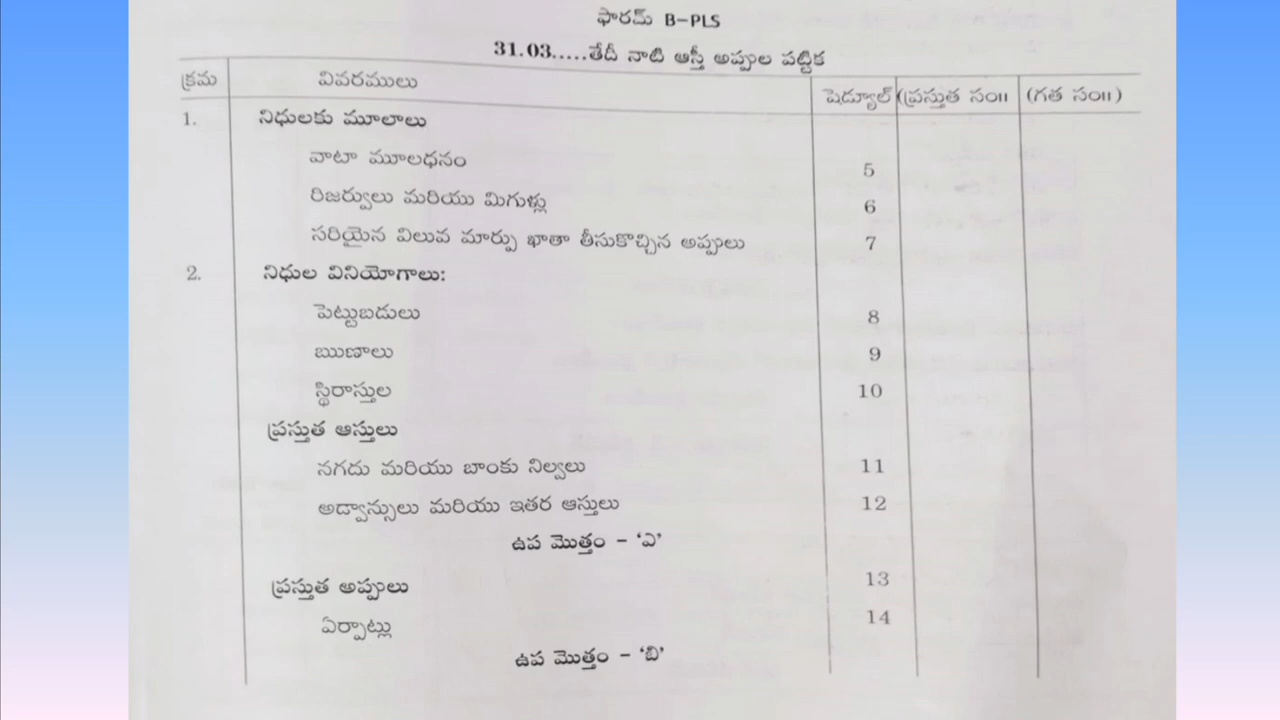 ఫారమ్ B-PLS
31.03.....తేదీ నాటి ఆస్తీ అప్పుల పట్టిక
క్రమ వివరములు షెడ్యూల్ (ప్రస్తుత సం॥ (గత సం॥)
1. నిధులకు మూలాలు
వాటా మూలధనం 5
రిజర్వులు మరియు మిగుళ్లు 6
సరియైన విలువ మార్పు ఖాతా తీసుకొచ్చిన అప్పులు 7
2. నిధుల వినియోగాలు:
పెట్టుబడులు 8
ఋణాలు 9
స్థిరాస్తుల 10
ప్రస్తుత ఆస్తులు
నగదు మరియు బాంకు నిల్వలు 11
అడ్వాన్సులు మరియు ఇతర ఆస్తులు 12
ఉప మొత్తం - 'ఎ'
ప్రస్తుత అప్పులు 13
ఏర్పాట్లు 14
ఉప మొత్తం - 'బి'